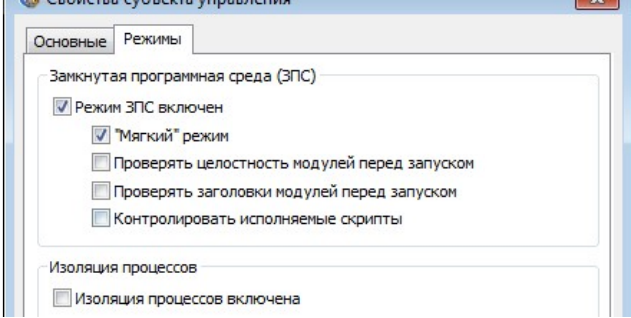 Свойства субъекта управления
Основные Режимы
Замкнутая программная среда (ЗПС)
Режим ЗПС включен
"Мягкий" режим
Проверять целостность модулей перед запуском
Проверять заголовки модулей перед запуском
Контролировать исполняемые скрипты
Изоляция процессов
Изоляция процессов включена